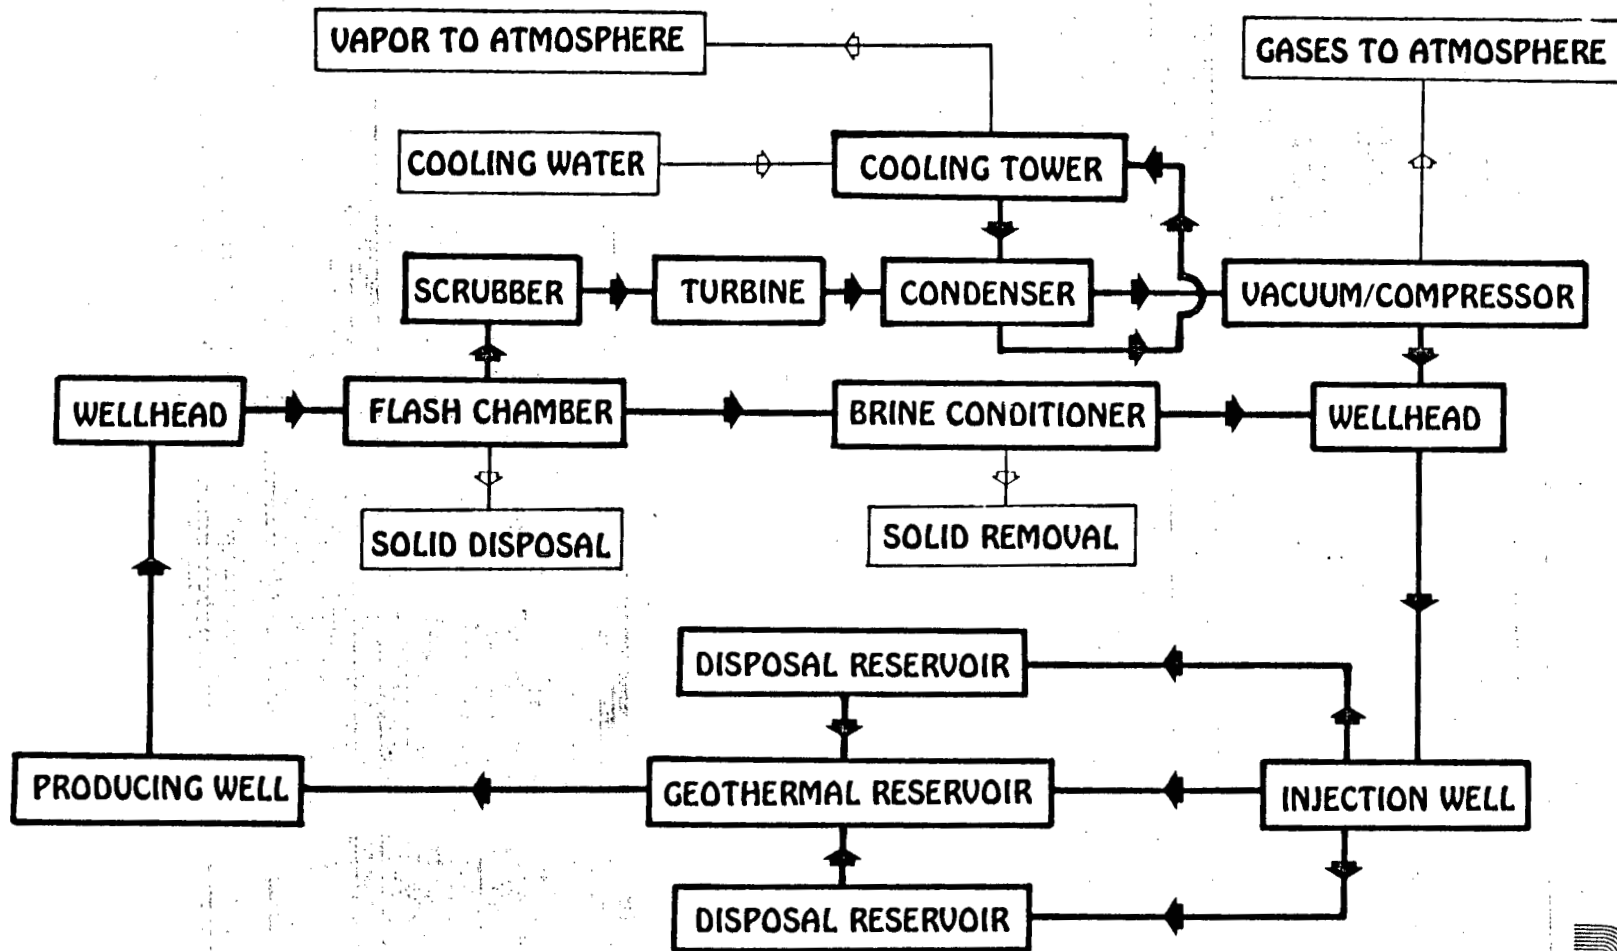 VAPOR TO ATMOSPHERE
GASES TO ATMOSPHERE
COOLING WATER
COOLING TOWER
SCRUBBER
TURBINE
CONDENSER
VACUUM/COMPRESSOR
WELLHEAD
FLASH CHAMBER
BRINE CONDITIONER
WELLHEAD
SOLID DISPOSAL
SOLID REMOVAL
DISPOSAL RESERVOIR
PRODUCING WELL
GEOTHERMAL RESERVOIR
INJECTION WELL
DISPOSAL RESERVOIR